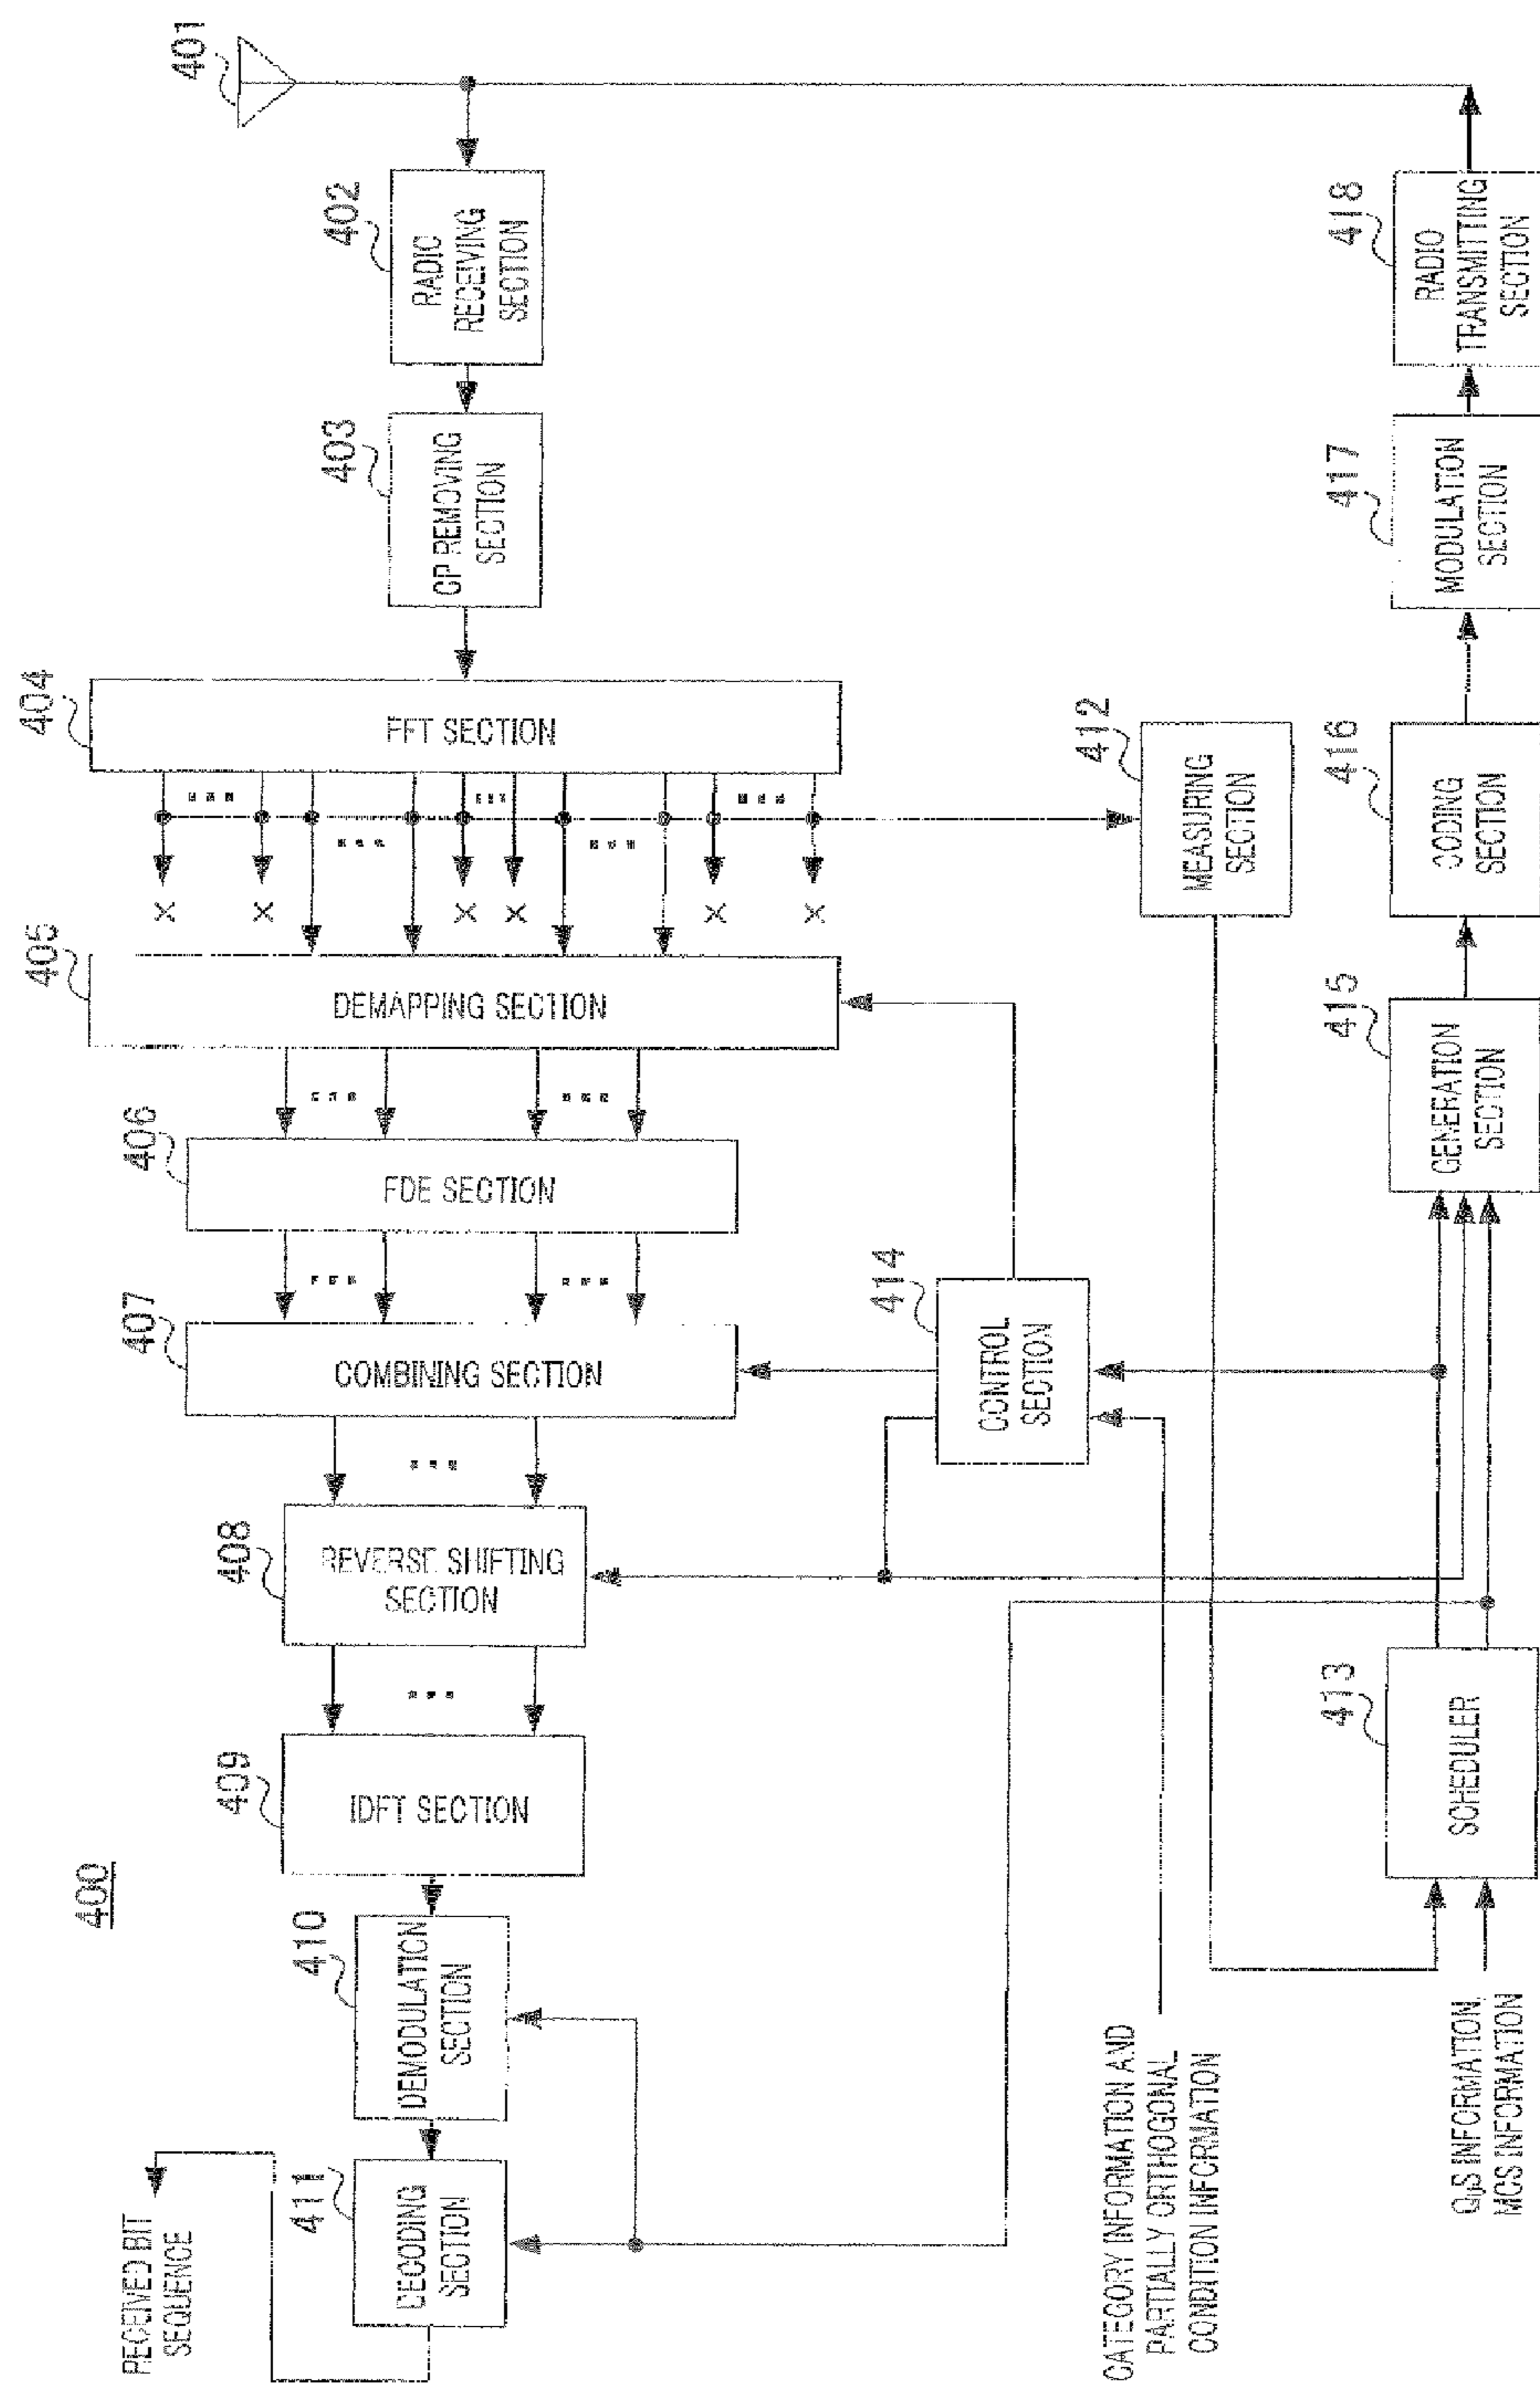 400
401
402
RADIO
RECEIVING
SECTION
403
CP REMOVING
SECTION
404
FFT SECTION
405
DEMAPPING SECTION
406
FDE SECTION
407
COMBINING SECTION
408
REVERSE SHIFTING
SECTION
409
IDFT SECTION
410
DEMODULATION
SECTION
411
DECODING
SECTION
RECEIVED BIT
SEQUENCE
X
X
X
X
X
X
412
MEASURING
SECTION
414
CONTROL
SECTION
CATEGORY INFORMATION AND
PARTIALLY ORTHOGONAL
CONDITION INFORMATION
413
SCHEDULER
QoS INFORMATION,
MCS INFORMATION
415
GENERATION
SECTION
416
CODING
SECTION
417
MODULATION
SECTION
418
RADIO
TRANSMITTING
SECTION